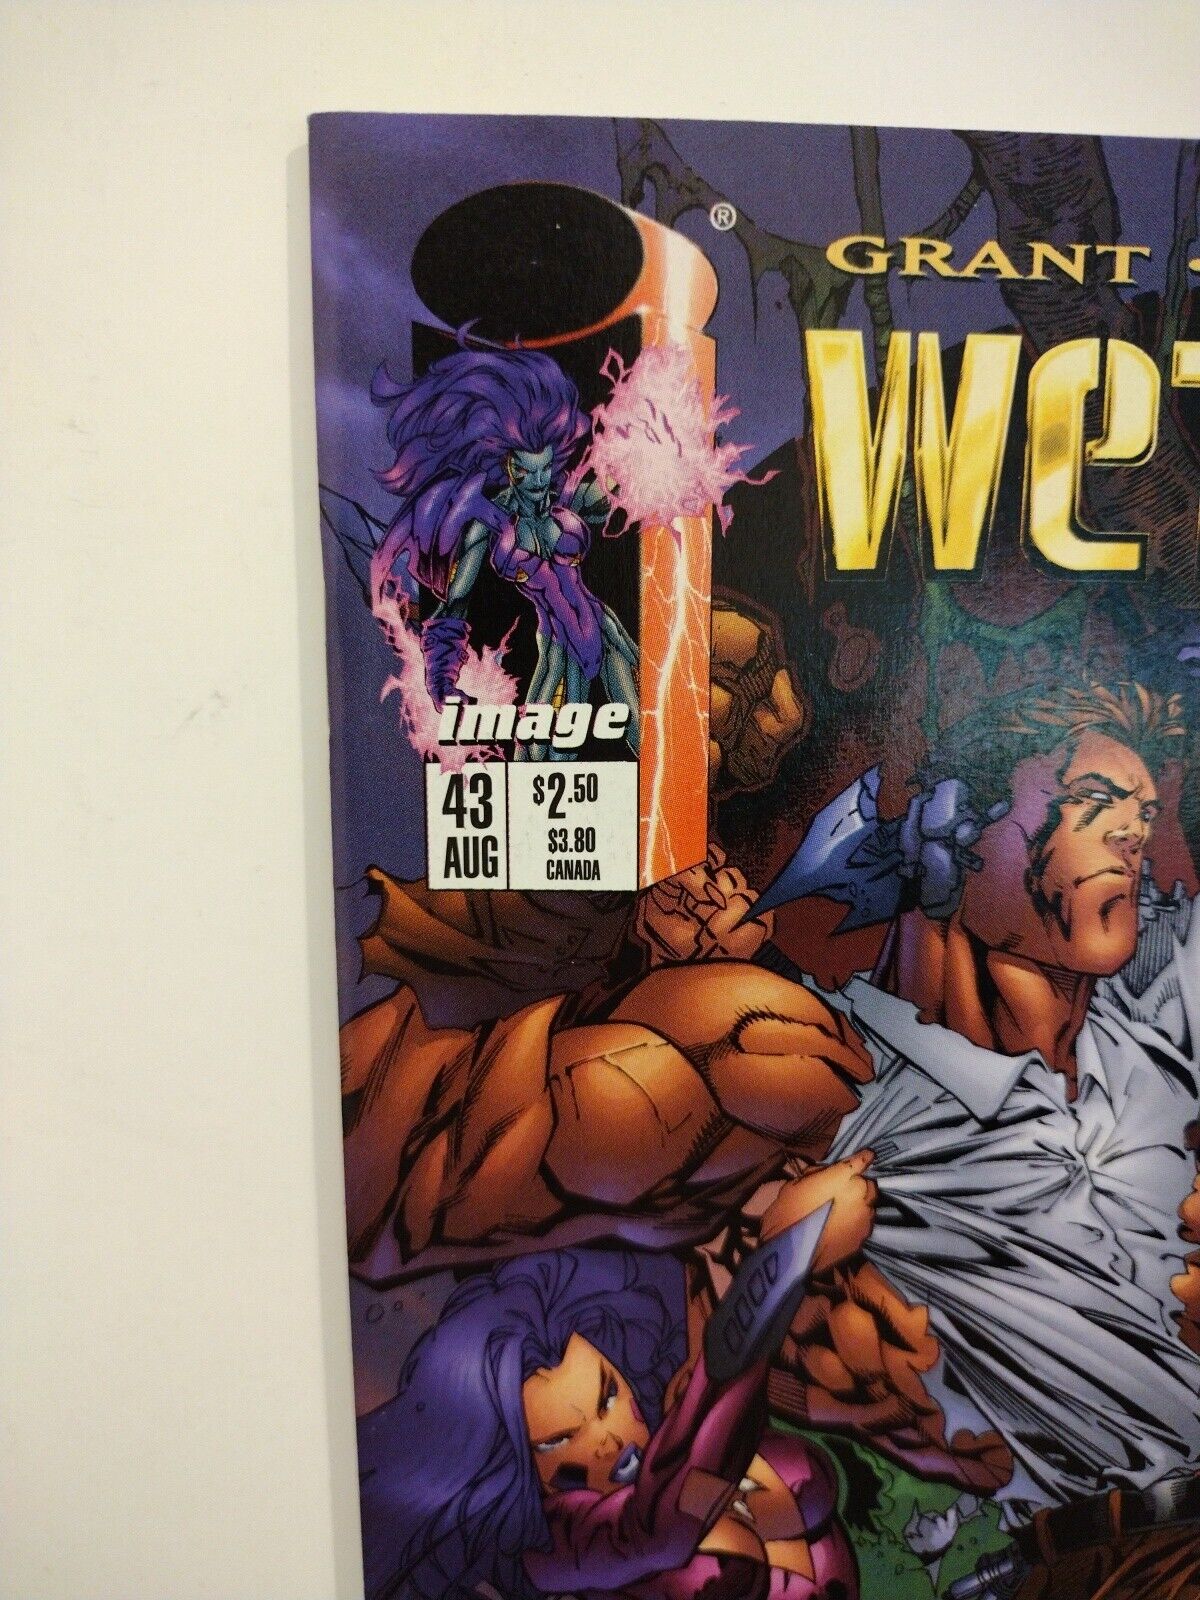 ®
GRANT
image
43
AUG
$2.50
$3.80
CANADA